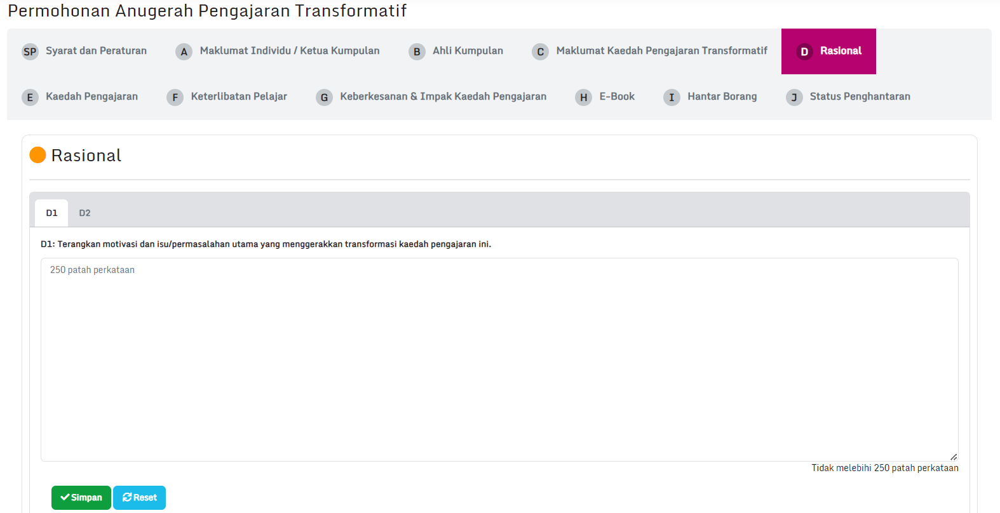 Permohonan Anugerah Pengajaran Transformatif
SP Syarat dan Peraturan A Maklumat Individu / Ketua Kumpulan B Ahli Kumpulan C Maklumat Kaedah Pengajaran Transformatif D Rasional
E Kaedah Pengajaran F Keterlibatan Pelajar G Keberkesanan & Impak Kaedah Pengajaran H E-Book I Hantar Borang J Status Penghantaran
Rasional
D1 D2
D1: Terangkan motivasi dan isu/permasalahan utama yang menggerakkan transformasi kaedah pengajaran ini.
250 patah perkataan
Tidak melebihi 250 patah perkataan
Simpan Reset